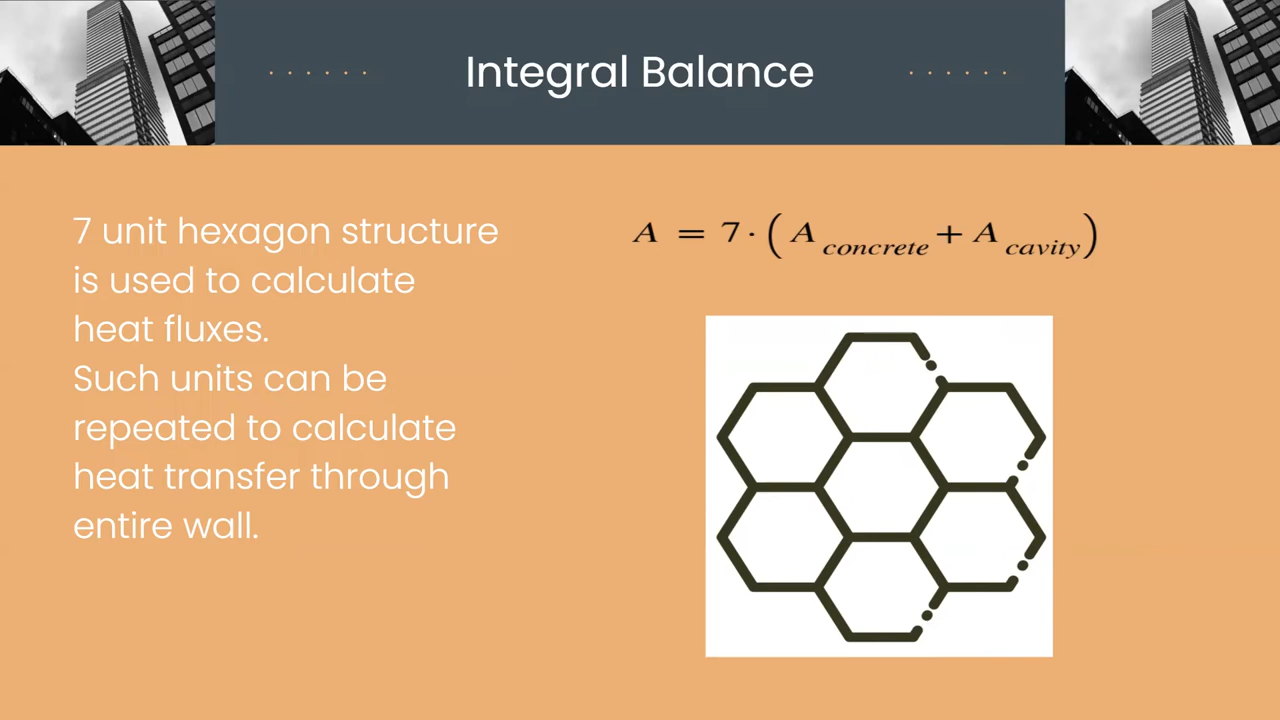 Integral Balance
7 unit hexagon structure
is used to calculate
heat fluxes.
Such units can be
repeated to calculate
heat transfer through
entire wall.
A = 7 · ( A concrete + A cavity )